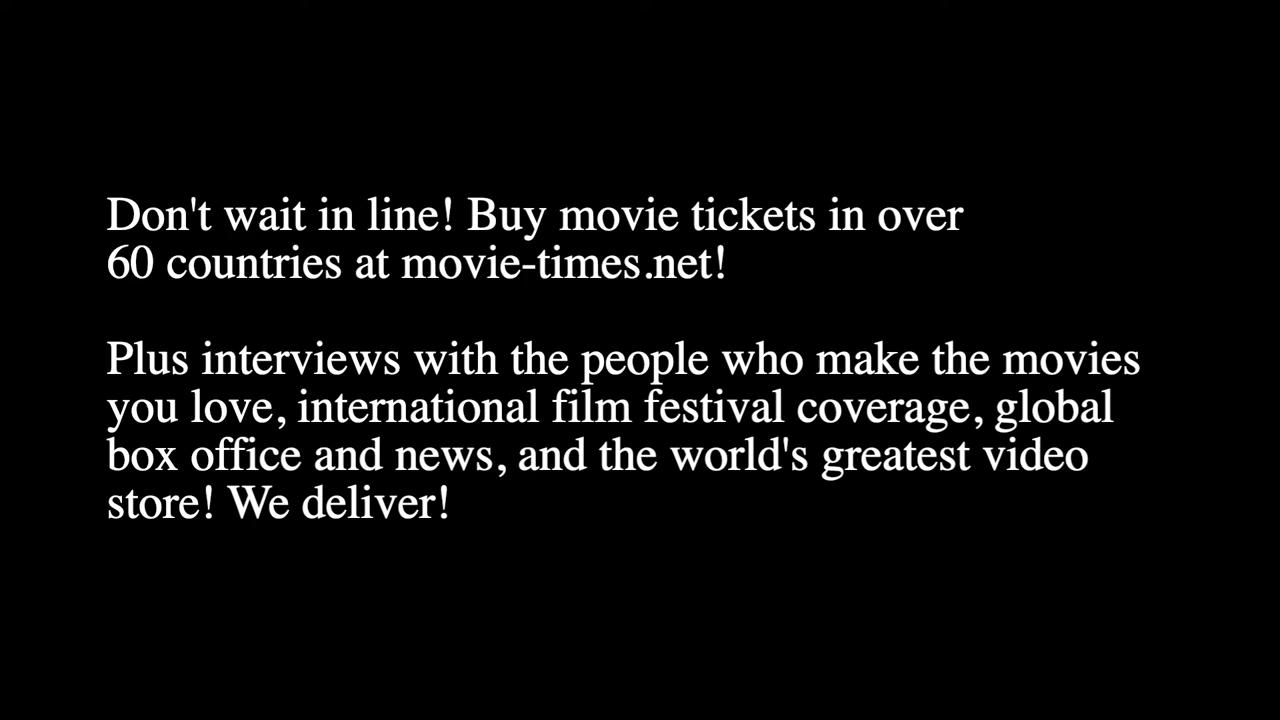 Don't wait in line! Buy movie tickets in over
60 countries at movie-times.net!
Plus interviews with the people who make the movies
you love, international film festival coverage, global
box office and news, and the world's greatest video
store! We deliver!